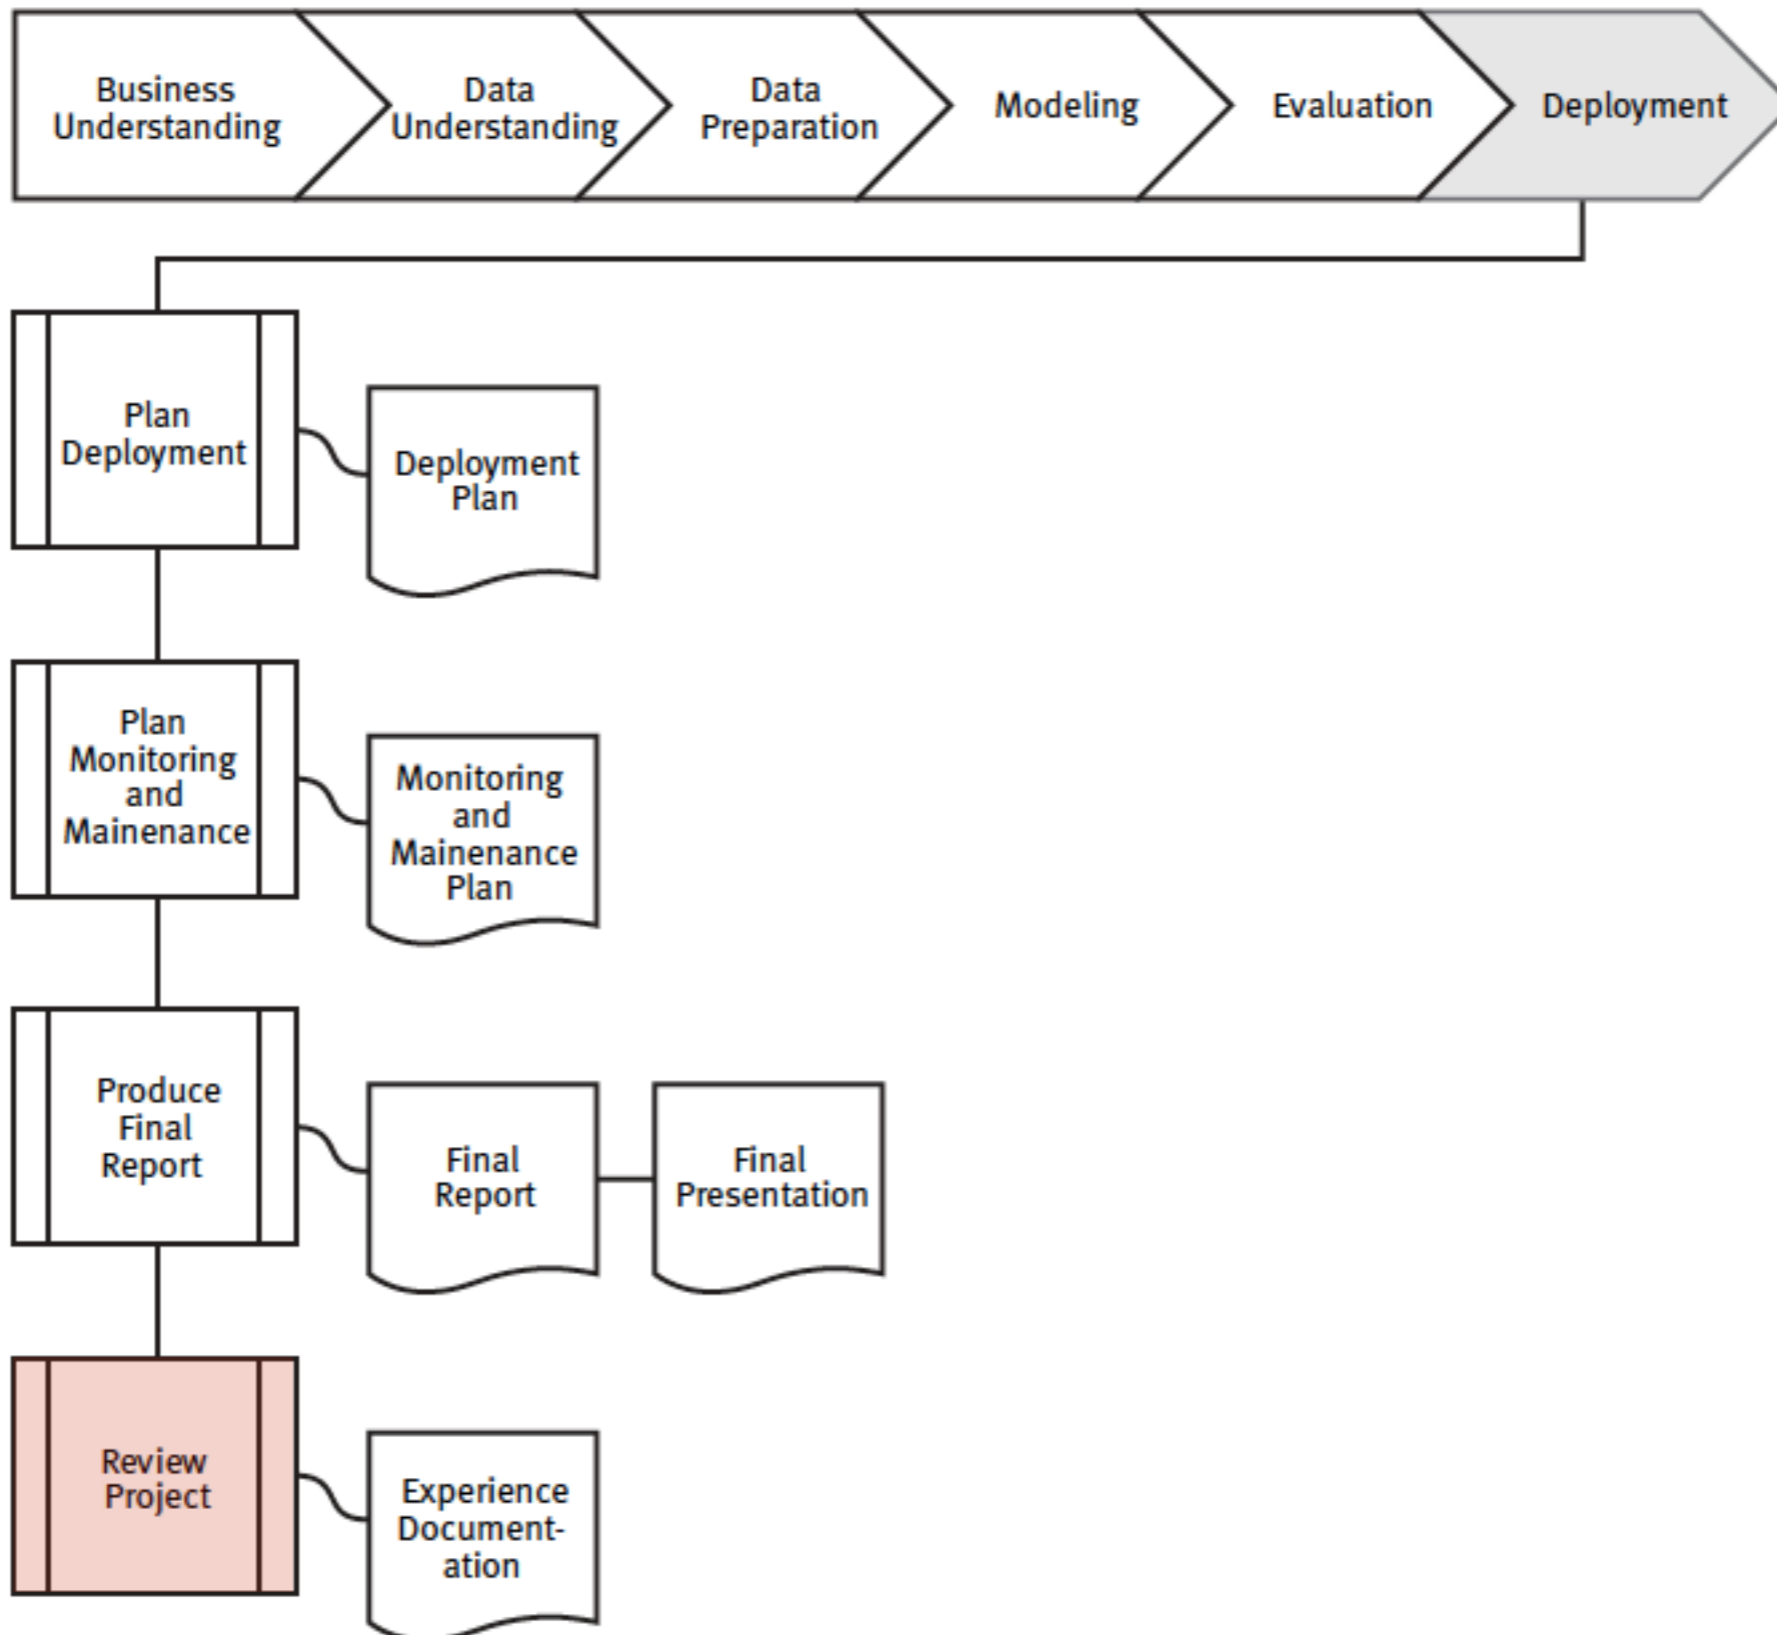 Business
Understanding
Data
Understanding
Data
Preparation
Modeling
Evaluation
Deployment
Plan
Deployment
Deployment
Plan
Plan
Monitoring
and
Mainenance
Monitoring
and
Mainenance
Plan
Produce
Final
Report
Final
Report
Final
Presentation
Review
Project
Experience
Document-
ation